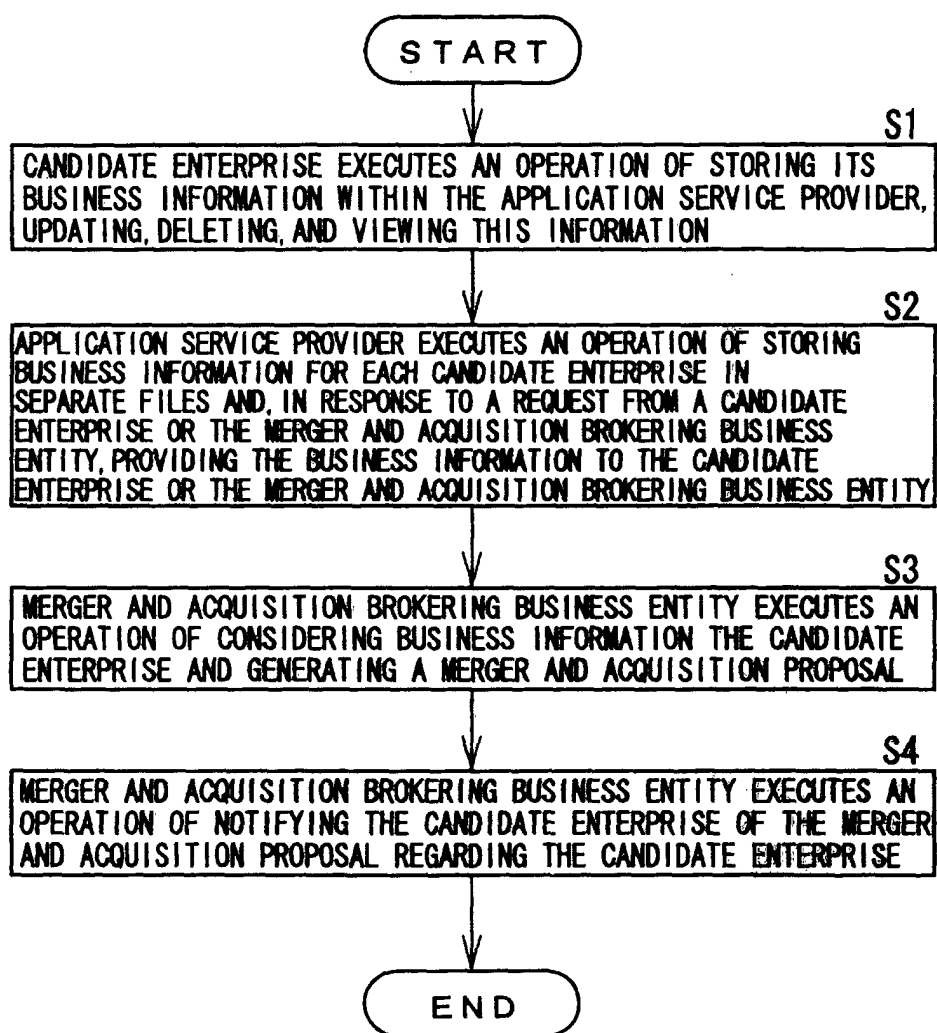 START
S1
CANDIDATE ENTERPRISE EXECUTES AN OPERATION OF STORING ITS
BUSINESS INFORMATION WITHIN THE APPLICATION SERVICE PROVIDER,
UPDATING, DELETING, AND VIEWING THIS INFORMATION
S2
APPLICATION SERVICE PROVIDER EXECUTES AN OPERATION OF STORING
BUSINESS INFORMATION FOR EACH CANDIDATE ENTERPRISE IN
SEPARATE FILES AND, IN RESPONSE TO A REQUEST FROM A CANDIDATE
ENTERPRISE OR THE MERGER AND ACQUISITION BROKERING BUSINESS
ENTITY, PROVIDING THE BUSINESS INFORMATION TO THE CANDIDATE
ENTERPRISE OR THE MERGER AND ACQUISITION BROKERING BUSINESS ENTITY
S3
MERGER AND ACQUISITION BROKERING BUSINESS ENTITY EXECUTES AN
OPERATION OF CONSIDERING BUSINESS INFORMATION THE CANDIDATE
ENTERPRISE AND GENERATING A MERGER AND ACQUISITION PROPOSAL
S4
MERGER AND ACQUISITION BROKERING BUSINESS ENTITY EXECUTES AN
OPERATION OF NOTIFYING THE CANDIDATE ENTERPRISE OF THE MERGER
AND ACQUISITION PROPOSAL REGARDING THE CANDIDATE ENTERPRISE
END